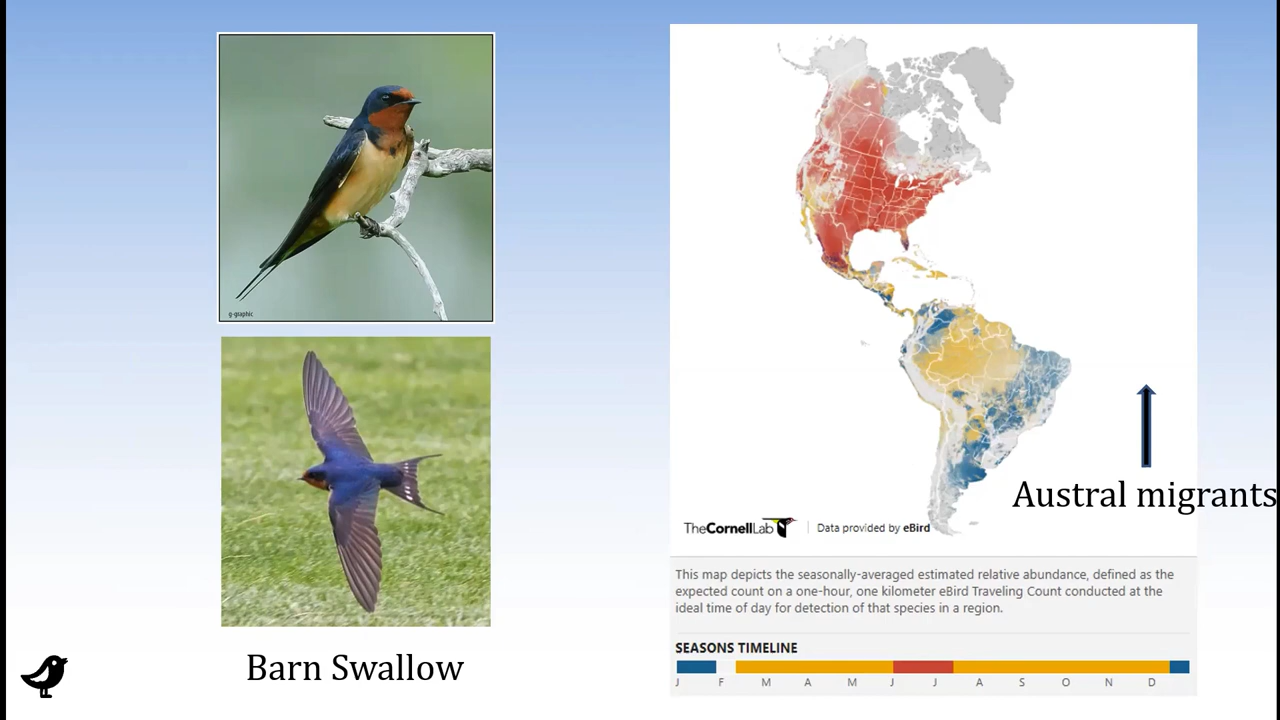 g-graphic
Barn Swallow
TheCornellLab
Data provided by eBird
Austral migrants
This map depicts the seasonally-averaged estimated relative abundance, defined as the
expected count on a one-hour, one kilometer eBird Traveling Count conducted at the
ideal time of day for detection of that species in a region.
SEASONS TIMELINE
J F M A M J J A S O N D